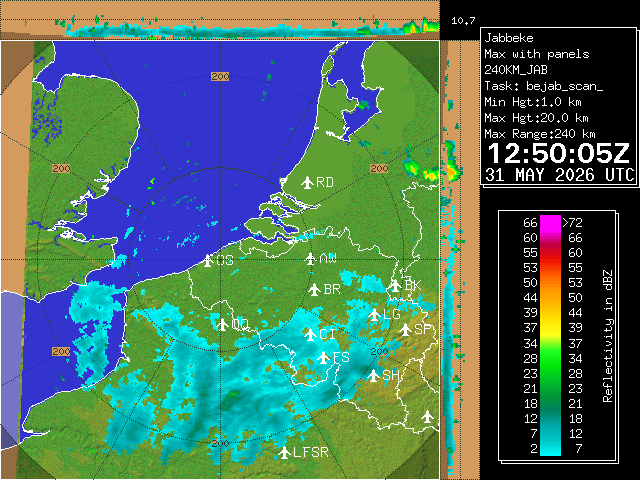 10.7
Jabbeke
Max with panels
240KM_JAB
Task: bejab_scan_
Min Hgt:1.0 km
Max Hgt:20.0 km
Max Range:240 km
12:50:05Z
31 MAY 2026 UTC
200
200
200
RD
OS
AW
BR
BK
LG
QQ
CI
SP
FS
200
200
SH
200
LFSR
66 >72
60 66
55 60
53 55
50 53
44 50
39 44
37 39
34 37
28 34
23 28
21 23
18 21
12 18
7 12
2 7
Reflectivity in dBZ